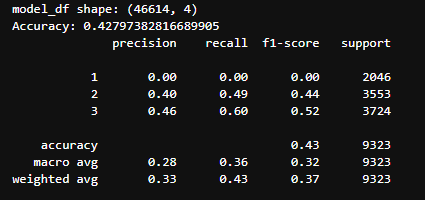 model_df shape: (46614, 4)
Accuracy: 0.42797382816689905
precision recall f1-score support
1 0.00 0.00 0.00 2046
2 0.40 0.49 0.44 3553
3 0.46 0.60 0.52 3724
accuracy 0.43 9323
macro avg 0.28 0.36 0.32 9323
weighted avg 0.33 0.43 0.37 9323